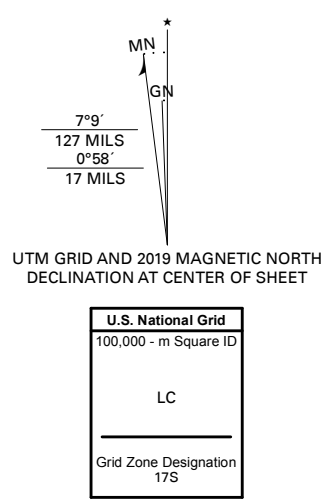 MN
GN
7°9´
127 MILS
0°58´
17 MILS
UTM GRID AND 2019 MAGNETIC NORTH
DECLINATION AT CENTER OF SHEET
U.S. National Grid
100,000 - m Square ID
LC
Grid Zone Designation
17S